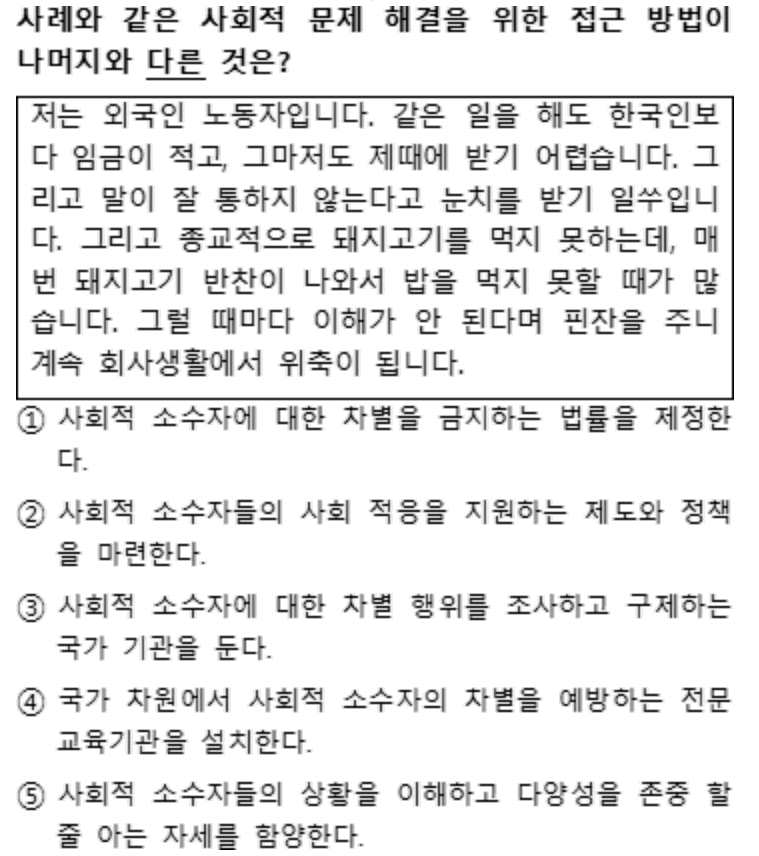 사례와 같은 사회적 문제 해결을 위한 접근 방법이
나머지와 다른 것은?
저는 외국인 노동자입니다. 같은 일을 해도 한국인보
다 임금이 적고, 그마저도 제때에 받기 어렵습니다. 그
리고 말이 잘 통하지 않는다고 눈치를 받기 일쑤입니
다. 그리고 종교적으로 돼지고기를 먹지 못하는데, 매
번 돼지고기 반찬이 나와서 밥을 먹지 못할 때가 많
습니다. 그럴 때마다 이해가 안 된다며 핀잔을 주니
계속 회사생활에서 위축이 됩니다.
① 사회적 소수자에 대한 차별을 금지하는 법률을 제정한
다.
② 사회적 소수자들의 사회 적응을 지원하는 제도와 정책
을 마련한다.
③ 사회적 소수자에 대한 차별 행위를 조사하고 구제하는
국가 기관을 둔다.
④ 국가 차원에서 사회적 소수자의 차별을 예방하는 전문
교육기관을 설치한다.
⑤ 사회적 소수자들의 상황을 이해하고 다양성을 존중 할
줄 아는 자세를 함양한다.